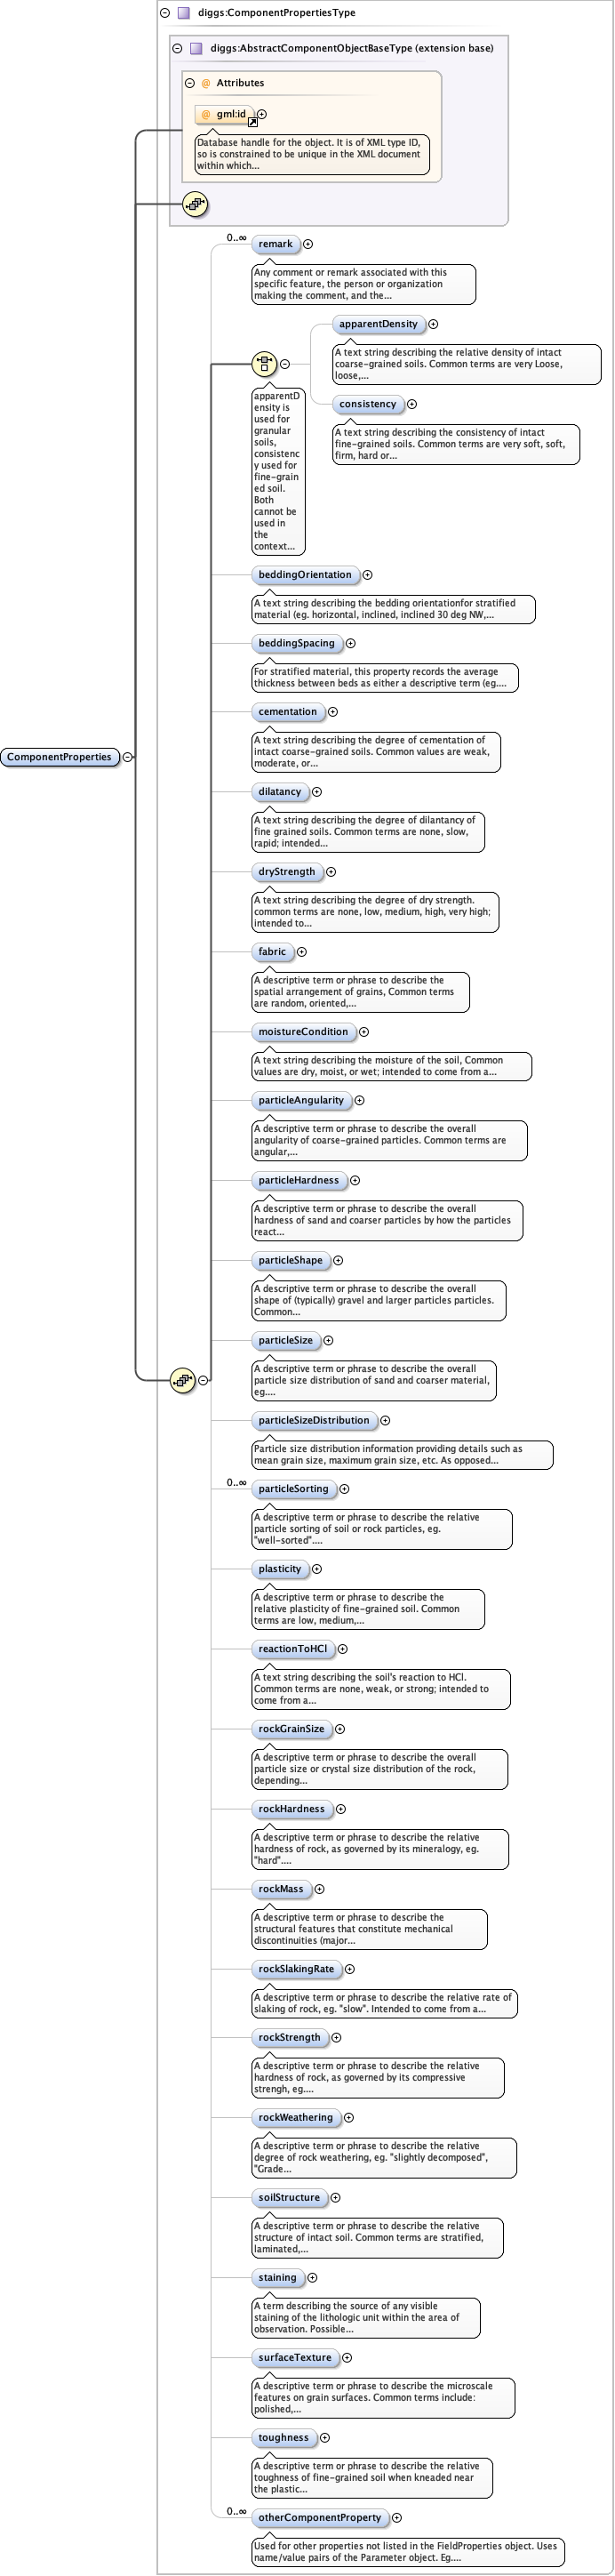 diggs:ComponentPropertiesType
diggs:AbstractComponentObjectBaseType (extension base)
@ Attributes
gml:id
Database handle for the object. It is of XML type ID,
so is constrained to be unique in the XML document
within which...
0..∞
remark
Any comment or remark associated with this
specific feature, the person or organization
making the comment, and the...
apparentDensity
A text string describing the relative density of intact
coarse-grained soils. Common terms are very Loose,
loose,...
consistency
A text string describing the consistency of intact
fine-grained soils. Common terms are very soft, soft,
firm, hard or...
apparentD
ensity is
used for
granular
soils,
consistenc
y used for
fine-grain
ed soil.
Both
cannot be
used in
the
context...
beddingOrientation
A text string describing the bedding orientationfor stratified
material (eg. horizontal, inclined, inclined 30 deg NW,...
beddingSpacing
For stratified material, this property records the average
thickness between beds as either a descriptive term (eg....
cementation
A text string describing the degree of cementation of
intact coarse-grained soils. Common values are weak,
moderate, or...
ComponentProperties
dilatancy
A text string describing the degree of dilantancy of
fine grained soils. Common terms are none, slow,
rapid; intended...
dryStrength
A text string describing the degree of dry strength.
common terms are none, low, medium, high, very high;
intended to...
fabric
A descriptive term or phrase to describe the
spatial arrangement of grains, Common terms
are random, oriented,...
moistureCondition
A text string describing the moisture of the soil, Common
values are dry, moist, or wet; intended to come from a...
particleAngularity
A descriptive term or phrase to describe the overall
angularity of coarse-grained particles. Common terms are
angular,...
particleHardness
A descriptive term or phrase to describe the overall
hardness of sand and coarser particles by how the particles
react...
particleShape
A descriptive term or phrase to describe the overall
shape of (typically) gravel and larger particles particles.
Common...
particleSize
A descriptive term or phrase to describe the overall
particle size distribution of sand and coarser material,
eg....
particleSizeDistribution
Particle size distribution information providing details such as
mean grain size, maximum grain size, etc. As opposed...
0..∞
particleSorting
A descriptive term or phrase to describe the relative
particle sorting of soil or rock particles, eg.
"well-sorted"....
plasticity
A descriptive term or phrase to describe the
relative plasticity of fine-grained soil. Common
terms are low, medium,...
reactionToHCl
A text string describing the soil's reaction to HCl.
Common terms are none, weak, or strong; intended to
come from a...
rockGrainSize
A descriptive term or phrase to describe the overall
particle size or crystal size distribution of the rock,
depending...
rockHardness
A descriptive term or phrase to describe the relative
hardness of rock, as governed by its mineralogy, eg.
"hard"....
rockMass
A descriptive term or phrase to describe the
structural features that constitute mechanical
discontinuities (major...
rockSlakingRate
A descriptive term or phrase to describe the relative rate of
slaking of rock, eg. "slow". Intended to come from a...
rockStrength
A descriptive term or phrase to describe the relative
hardness of rock, as governed by its compressive
strengh, eg....
rockWeathering
A descriptive term or phrase to describe the relative
degree of rock weathering, eg. "slightly decomposed",
"Grade...
soilStructure
A descriptive term or phrase to describe the relative
structure of intact soil. Common terms are stratified,
laminated,...
staining
A term describing the source of any visible
staining of the lithologic unit within the area of
observation. Possible...
surfaceTexture
A descriptive term or phrase to describe the microscale
features on grain surfaces. Common terms include:
polished,...
toughness
A descriptive term or phrase to describe the relative
toughness of fine-grained soil when kneaded near
the plastic...
0..∞
otherComponentProperty
Used for other properties not listed in the FieldProperties object. Uses
name/value pairs of the Parameter object. Eg....